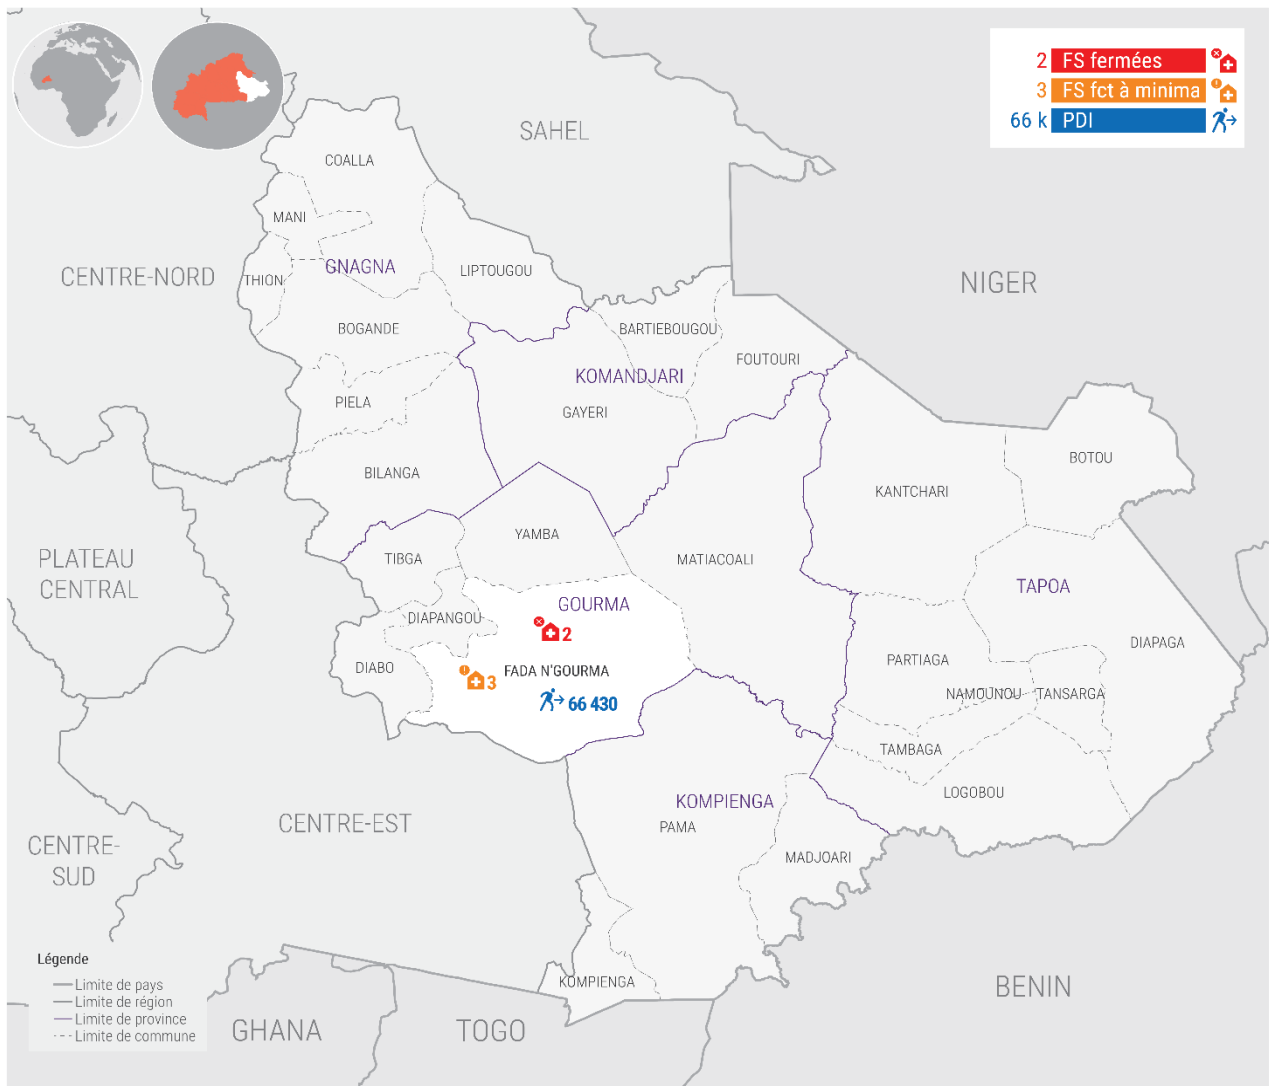 2 FS fermées
3 FS fct à minima
66 k PDI
SAHEL
COALLA
MANI
CENTRE-NORD
THION
GNAGNA
LIPTOUGOU
NIGER
BOGANDE
BARTIEBOUGOU
FOUTOURI
KOMANDJARI
PIELA
GAYERI
BOTOU
BILANGA
KANTCHARI
YAMBA
PLATEAU
CENTRAL
TIBGA
MATIACOALI
TAPOA
GOURMA
DIAPANGOU
2
DIAPAGA
DIABO
FADA N'GOURMA
PARTIAGA
3
NAMOUNOU
TANSARGA
66 430
TAMBAGA
LOGOBOU
KOMPIENGA
PAMA
CENTRE-EST
CENTRE-
SUD
MADJOARI
KOMPIENGA
BENIN
GHANA
TOGO
Légende
Limite de pays
Limite de région
Limite de province
Limite de commune